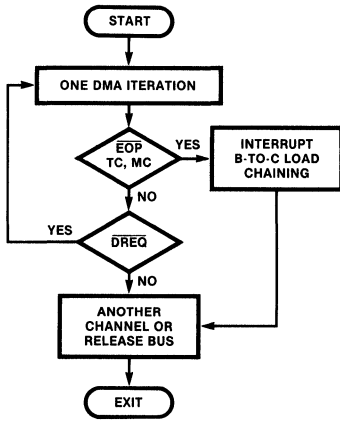 START
ONE DMA ITERATION
EOP
TC, MC
YES
INTERRUPT
B-TO-C LOAD
CHAINING
NO
YES
DREQ
NO
ANOTHER
CHANNEL OR
RELEASE BUS
EXIT